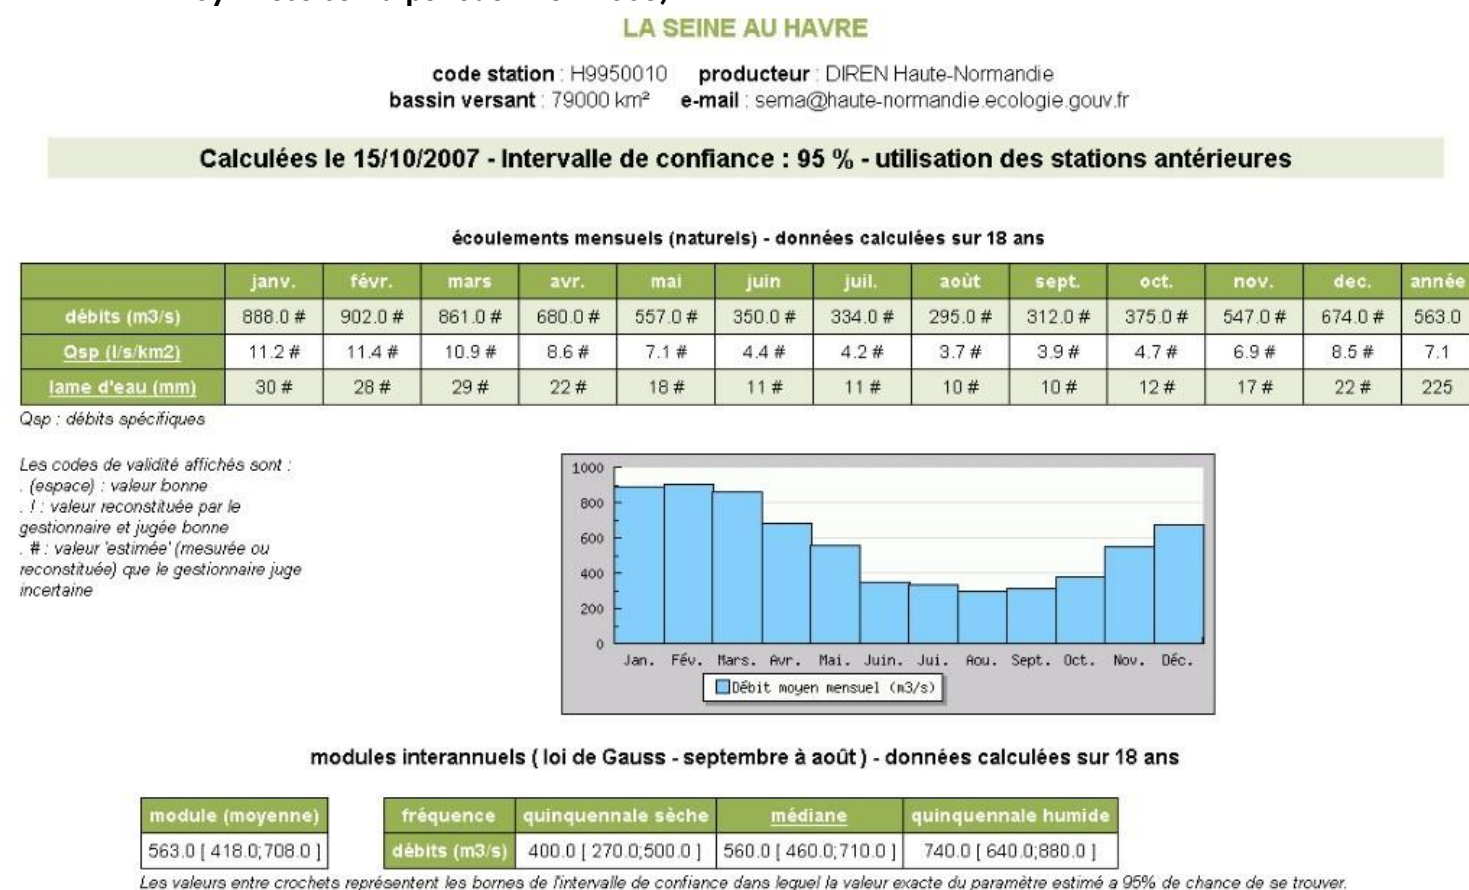 LA SEINE AU HAVRE
code station : H9950010 producteur : DIREN Haute-Normandie
bassin versant : 79000 km² e-mail : sema@haute-normandie.ecologie.gouv.fr
Calculées le 15/10/2007 - Intervalle de confiance : 95 % - utilisation des stations antérieures
écoulements mensuels (naturels) - données calculées sur 18 ans
janv. févr. mars avr. mai juin juil. août sept. oct. nov. dec. année
débits (m3/s) 888.0 # 902.0 # 861.0 # 680.0 # 557.0 # 350.0 # 334.0 # 295.0 # 312.0 # 375.0 # 547.0 # 674.0 # 563.0
Qsp (l/s/km2) 11.2 # 11.4 # 10.9 # 8.6 # 7.1 # 4.4 # 4.2 # 3.7 # 3.9 # 4.7 # 6.9 # 8.5 # 7.1
lame d'eau (mm) 30 # 28 # 29 # 22 # 18 # 11 # 11 # 10 # 10 # 12 # 17 # 22 # 225
Qsp : débits spécifiques
Les codes de validité affichés sont :
. (espace) : valeur bonne
. ! : valeur reconstituée par le
gestionnaire et jugée bonne
. # : valeur 'estimée' (mesurée ou
reconstituée) que le gestionnaire juge
incertaine
1000
800
600
400
200
0
Jan. Fév. Mars. Avr. Mai. Juin. Jui. Aou. Sept. Oct. Nov. Déc.
Débit moyen mensuel (m3/s)
modules interannuels ( loi de Gauss - septembre à août ) - données calculées sur 18 ans
module (moyenne) fréquence quinquennale sèche médiane quinquennale humide
563.0 [ 418.0;708.0 ] débits (m3/s) 400.0 [ 270.0;500.0 ] 560.0 [ 460.0;710.0 ] 740.0 [ 640.0;880.0 ]
Les valeurs entre crochets représentent les bornes de l'intervalle de confiance dans lequel la valeur exacte du paramètre estimé a 95% de chance de se trouver.